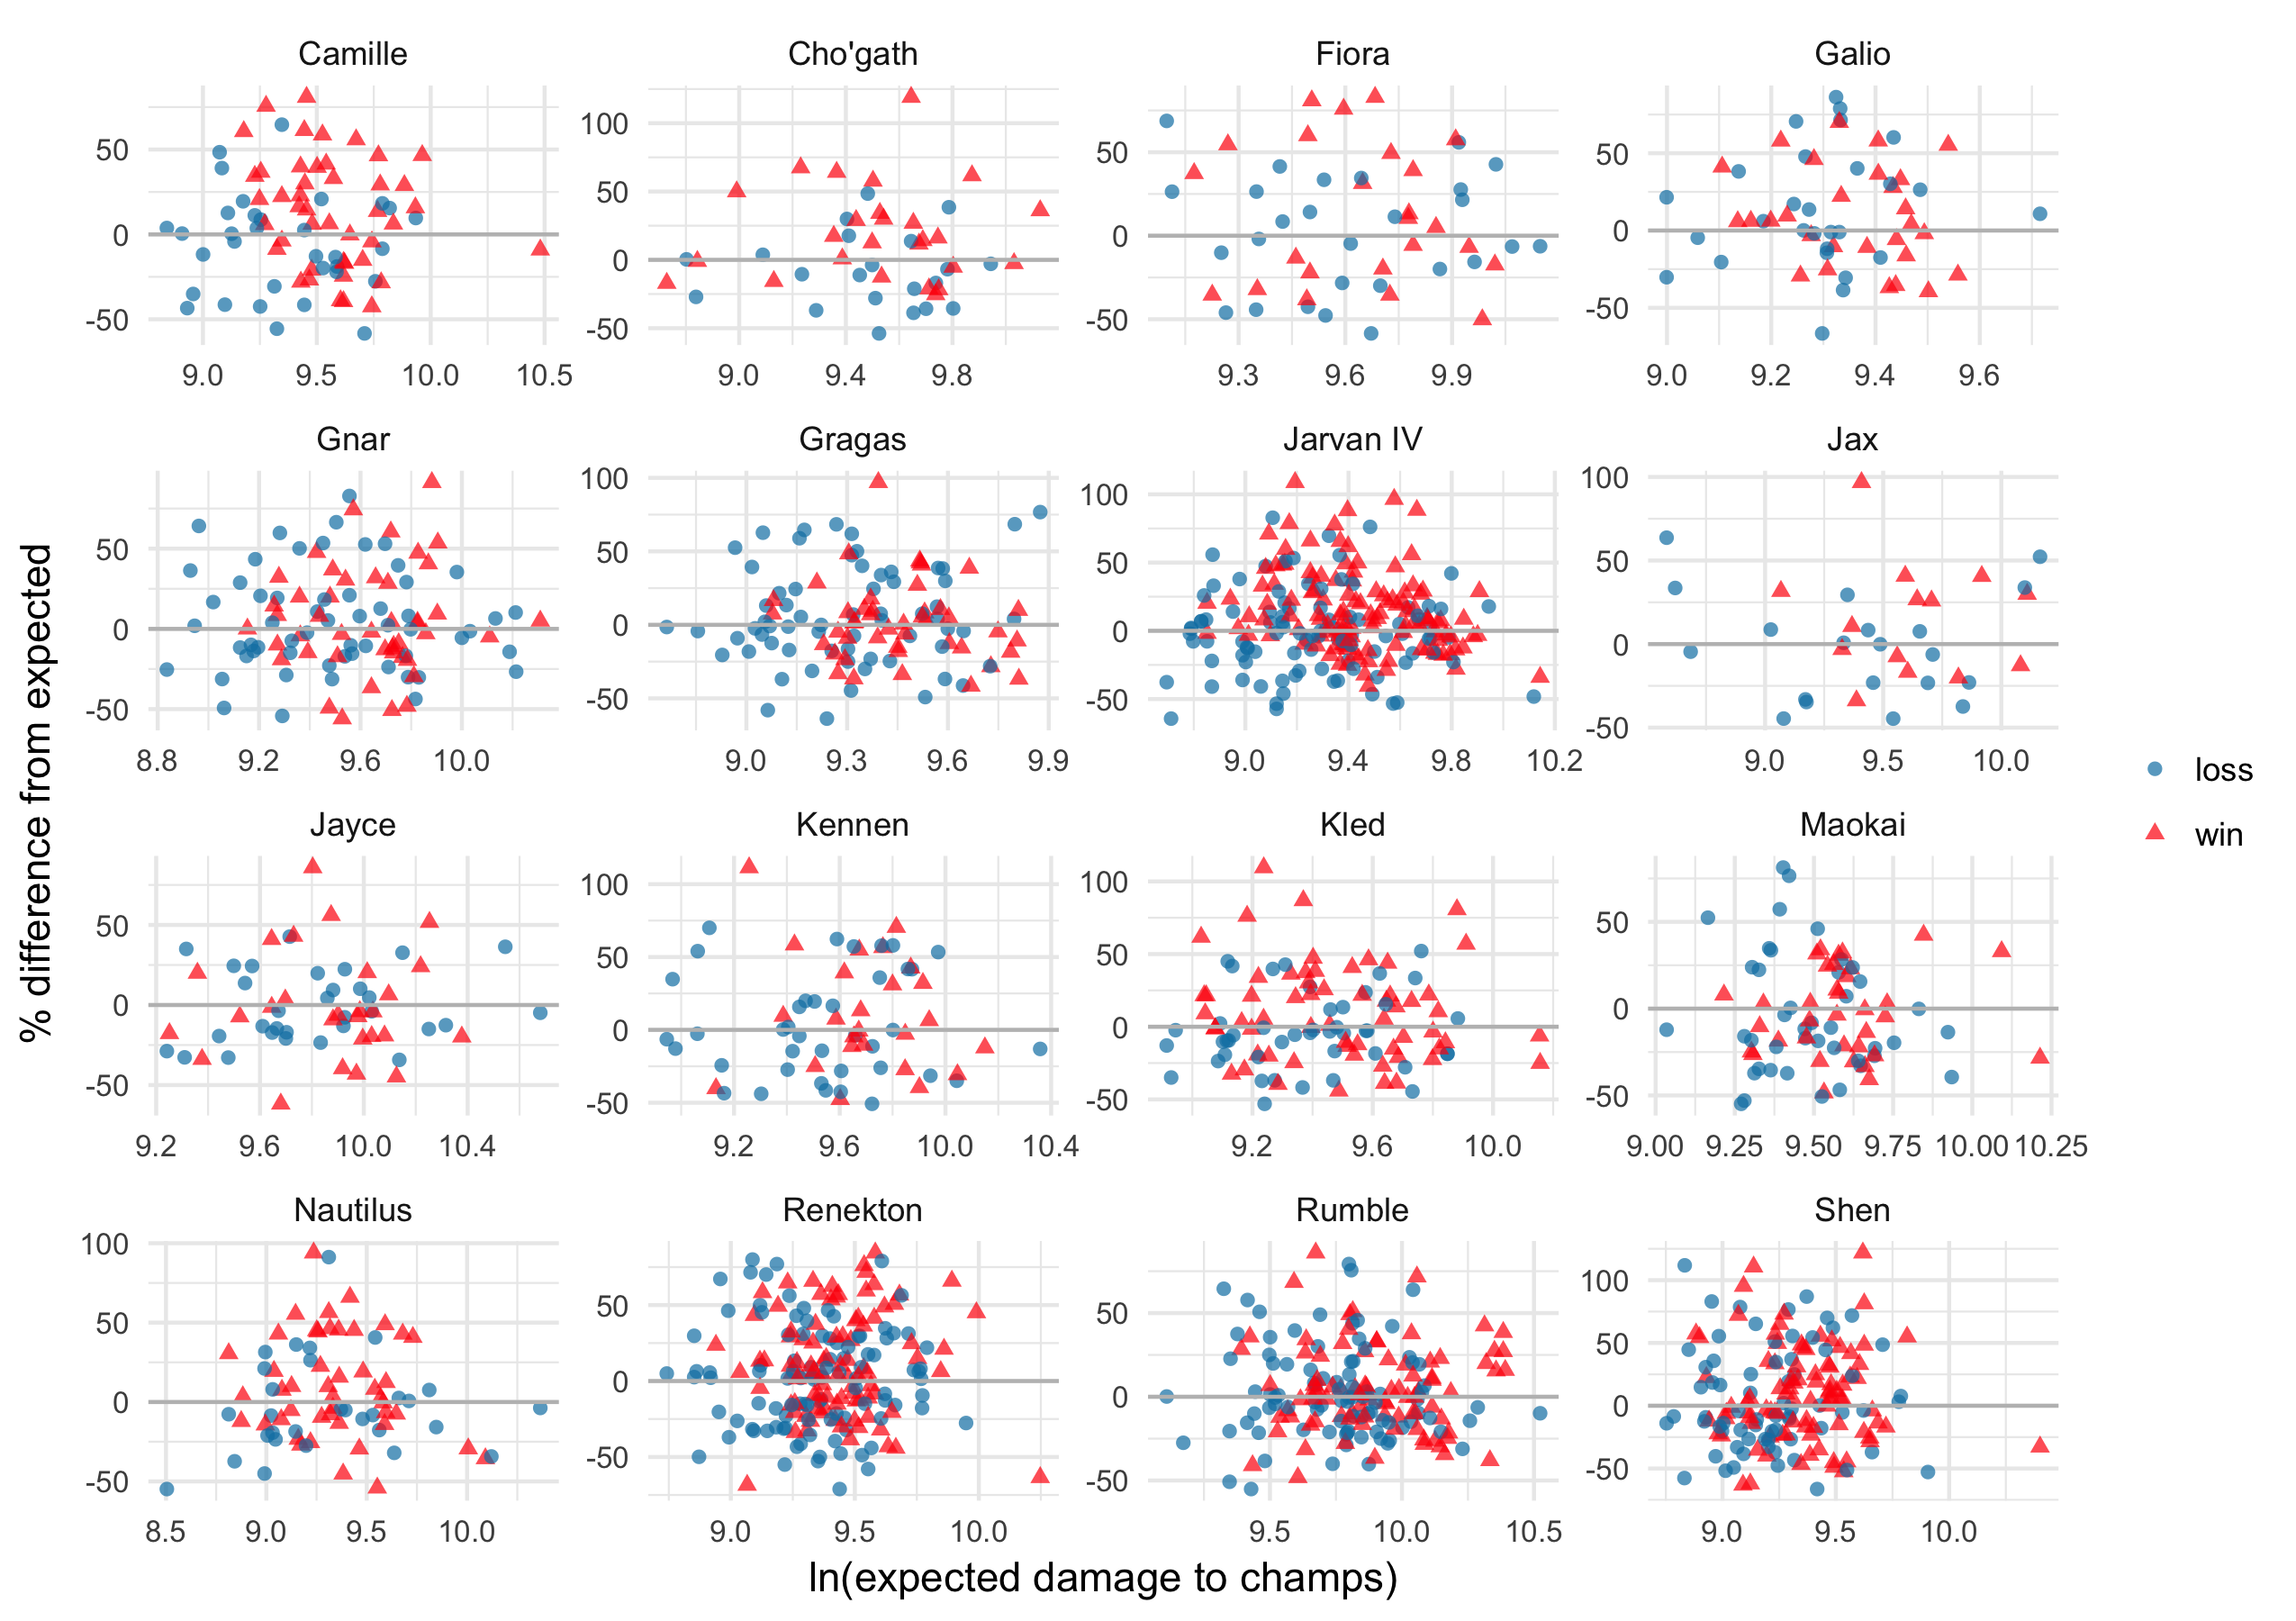 Camille Cho'gath Fiora Galio
50 0 -50
100 50 0 -50
50 0 -50
50 0 -50
9.0 9.5 10.0 10.5
9.0 9.4 9.8
9.3 9.6 9.9
9.0 9.2 9.4 9.6
Gnar Gragas Jarvan IV Jax
50 0 -50
100 50 0 -50
100 50 0 -50
100 50 0 -50
8.8 9.2 9.6 10.0
9.0 9.3 9.6 9.9
9.0 9.4 9.8 10.2
9.0 9.5 10.0
Jayce Kennen Kled Maokai
50 0 -50
100 50 0 -50
100 50 0 -50
50 0 -50
9.2 9.6 10.0 10.4
9.2 9.6 10.0 10.4
9.2 9.6 10.0
9.00 9.25 9.50 9.75 10.00 10.25
Nautilus Renekton Rumble Shen
100 50 0 -50
50 0 -50
50 0 -50
100 50 0 -50
8.5 9.0 9.5 10.0
9.0 9.5 10.0
9.5 10.0 10.5
9.0 9.5 10.0
% difference from expected
ln(expected damage to champs)
loss
win